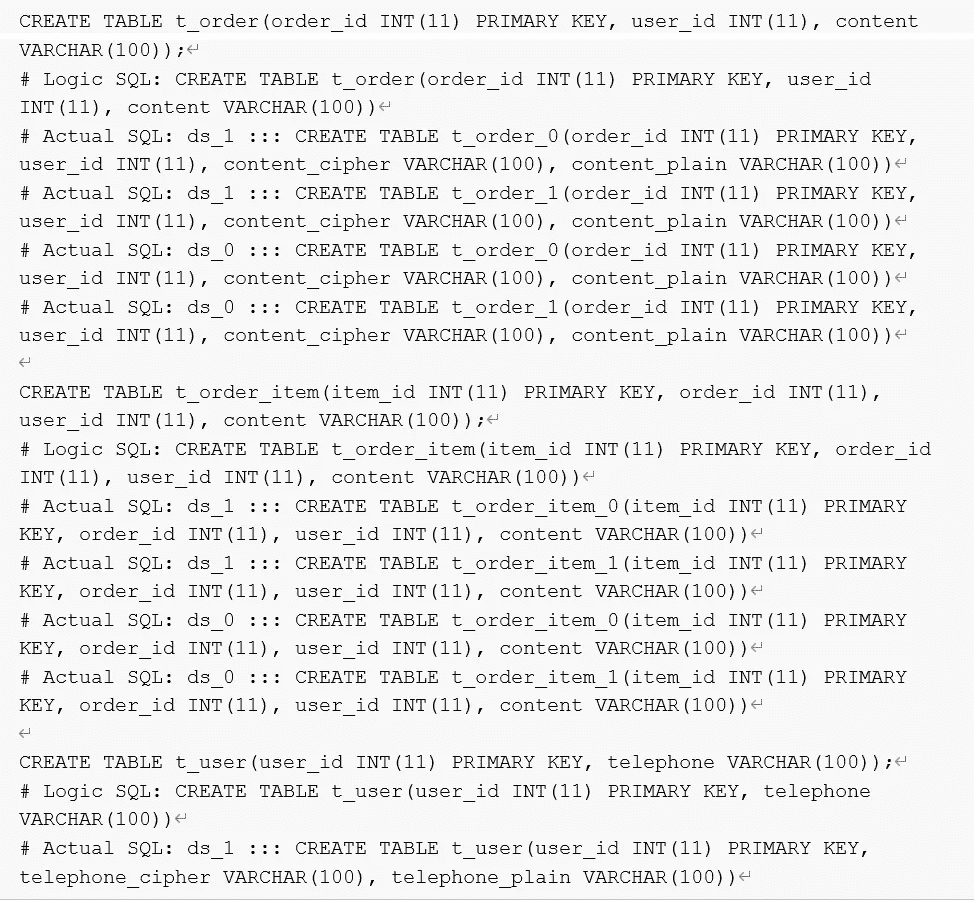 CREATE TABLE t_order(order_id INT(11) PRIMARY KEY, user_id INT(11), content
VARCHAR(100));↵
# Logic SQL: CREATE TABLE t_order(order_id INT(11) PRIMARY KEY, user_id
INT(11), content VARCHAR(100))↵
# Actual SQL: ds_1 ::: CREATE TABLE t_order_0(order_id INT(11) PRIMARY KEY,
user_id INT(11), content_cipher VARCHAR(100), content_plain VARCHAR(100))↵
# Actual SQL: ds_1 ::: CREATE TABLE t_order_1(order_id INT(11) PRIMARY KEY,
user_id INT(11), content_cipher VARCHAR(100), content_plain VARCHAR(100))↵
# Actual SQL: ds_0 ::: CREATE TABLE t_order_0(order_id INT(11) PRIMARY KEY,
user_id INT(11), content_cipher VARCHAR(100), content_plain VARCHAR(100))↵
# Actual SQL: ds_0 ::: CREATE TABLE t_order_1(order_id INT(11) PRIMARY KEY,
user_id INT(11), content_cipher VARCHAR(100), content_plain VARCHAR(100))↵
↵
CREATE TABLE t_order_item(item_id INT(11) PRIMARY KEY, order_id INT(11),
user_id INT(11), content VARCHAR(100));↵
# Logic SQL: CREATE TABLE t_order_item(item_id INT(11) PRIMARY KEY, order_id
INT(11), user_id INT(11), content VARCHAR(100))↵
# Actual SQL: ds_1 ::: CREATE TABLE t_order_item_0(item_id INT(11) PRIMARY
KEY, order_id INT(11), user_id INT(11), content VARCHAR(100))↵
# Actual SQL: ds_1 ::: CREATE TABLE t_order_item_1(item_id INT(11) PRIMARY
KEY, order_id INT(11), user_id INT(11), content VARCHAR(100))↵
# Actual SQL: ds_0 ::: CREATE TABLE t_order_item_0(item_id INT(11) PRIMARY
KEY, order_id INT(11), user_id INT(11), content VARCHAR(100))↵
# Actual SQL: ds_0 ::: CREATE TABLE t_order_item_1(item_id INT(11) PRIMARY
KEY, order_id INT(11), user_id INT(11), content VARCHAR(100))↵
↵
CREATE TABLE t_user(user_id INT(11) PRIMARY KEY, telephone VARCHAR(100));↵
# Logic SQL: CREATE TABLE t_user(user_id INT(11) PRIMARY KEY, telephone
VARCHAR(100))↵
# Actual SQL: ds_1 ::: CREATE TABLE t_user(user_id INT(11) PRIMARY KEY,
telephone_cipher VARCHAR(100), telephone_plain VARCHAR(100))↵